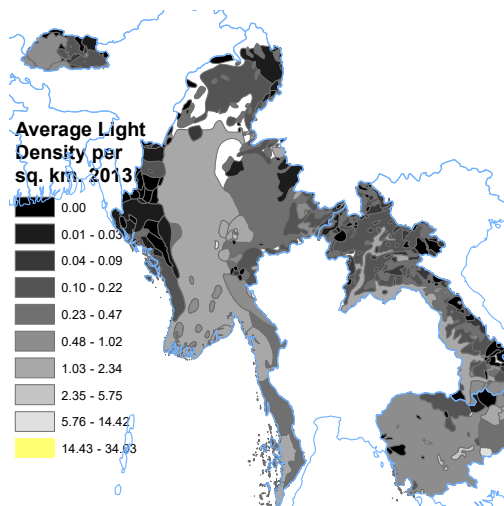 Average Light
Density per
sq. km. 2013
0.00
0.01 - 0.03
0.04 - 0.09
0.10 - 0.22
0.23 - 0.47
0.48 - 1.02
1.03 - 2.34
2.35 - 5.75
5.76 - 14.42
14.43 - 34.03